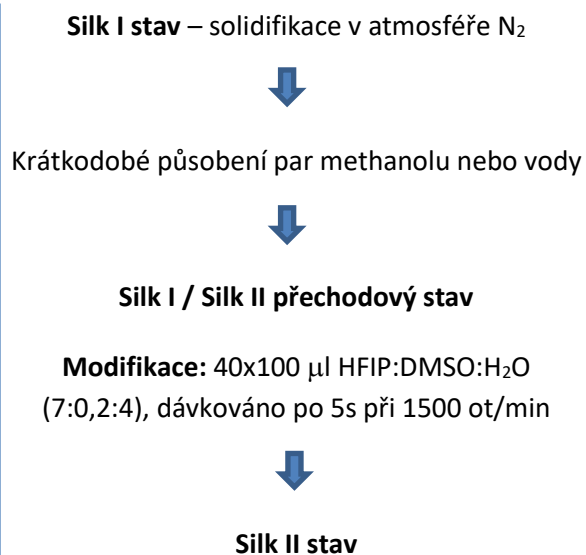 Silk I stav – solidifikace v atmosféře N₂
Krátkodobé působení par methanolu nebo vody
Silk I / Silk II přechodový stav
Modifikace: 40x100 µl HFIP:DMSO:H₂O
(7:0,2:4), dávkováno po 5s při 1500 ot/min
Silk II stav